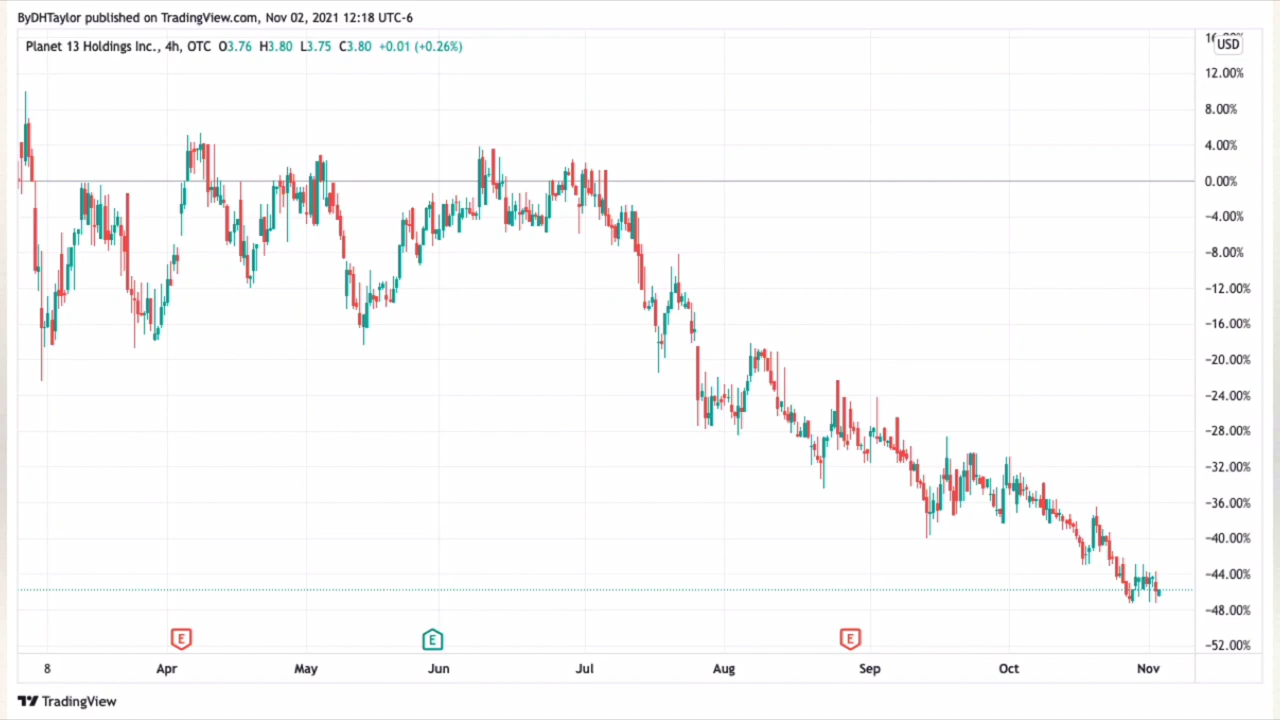 ByDHTaylor published on TradingView.com, Nov 02, 2021 12:18 UTC-6
Planet 13 Holdings Inc., 4h, OTC O3.76 H3.80 L3.75 C3.80 +0.01 (+0.26%)
USD
12.00%
8.00%
4.00%
0.00%
−4.00%
−8.00%
−12.00%
−16.00%
−20.00%
−24.00%
−28.00%
−32.00%
−36.00%
−40.00%
−44.00%
−48.00%
−52.00%
E E E
8 Apr May Jun Jul Aug Sep Oct Nov
TradingView